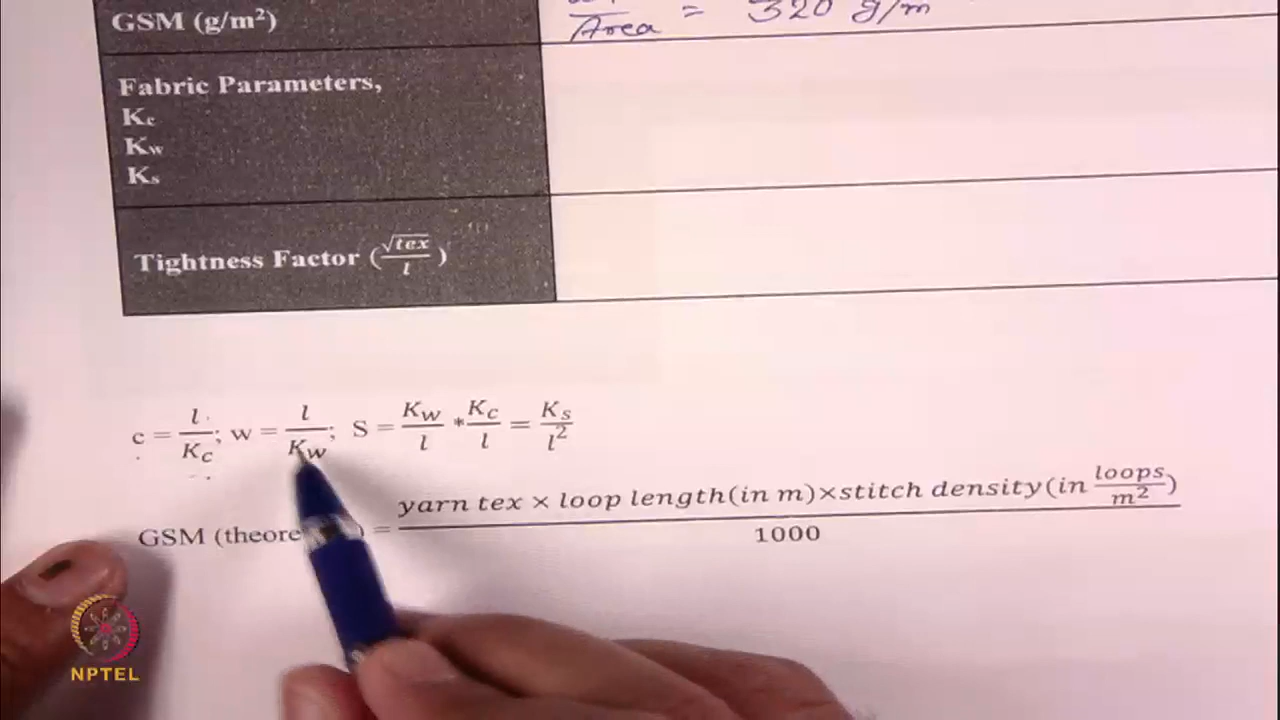 GSM (g/m²)
Area = 320 g/m
Fabric Parameters,
Kc
Kw
Ks
Tightness Factor (√tex/l)
c = l/Kc; w = l/Kw; S = Kw/l * Kc/l = Ks/l²
GSM (theore = yarn tex × loop length(in m)×stitch density(in loops/m²)/1000
NPTEL